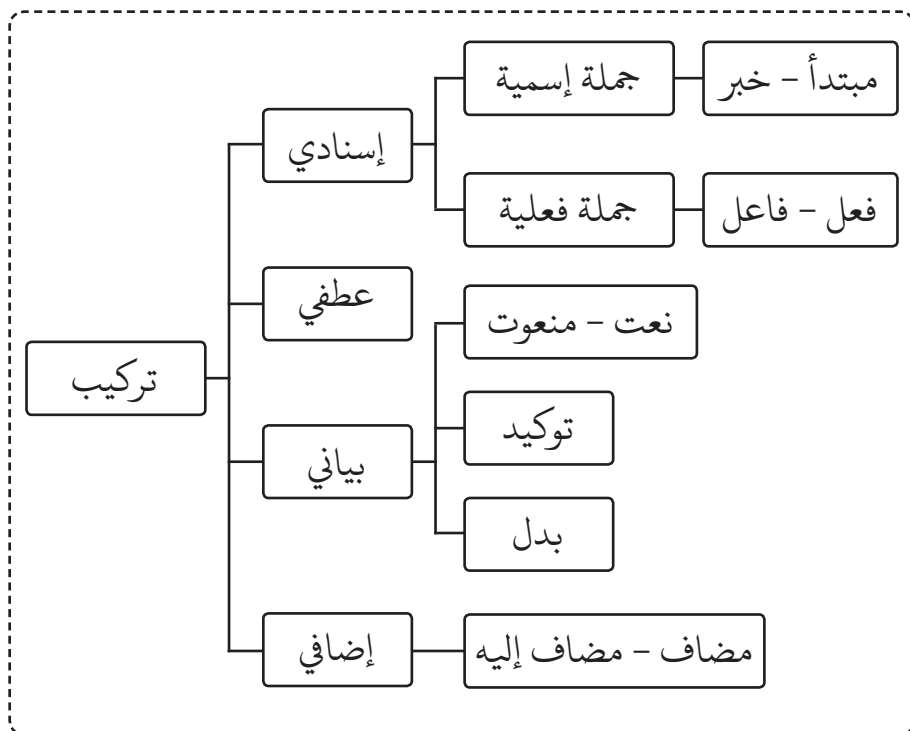 جملة إسمية
مبتدأ – خبر
إسنادي
جملة فعلية
فعل – فاعل
عطفي
نعت – منعوت
تركيب
توكيد
بياني
بدل
إضافي
مضاف – مضاف إليه